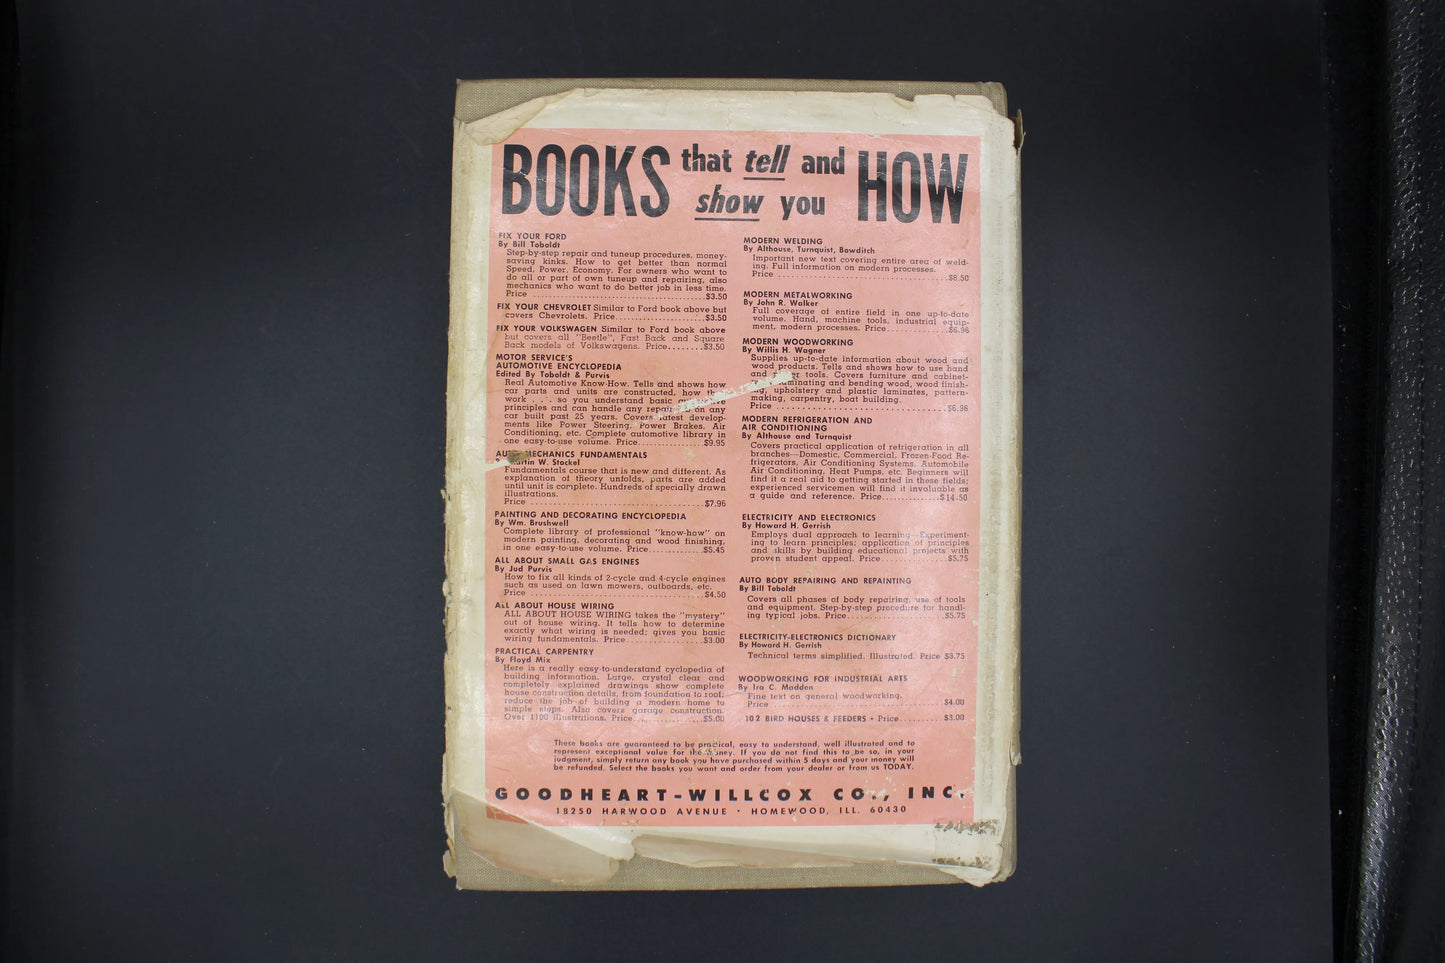 BOOKS that tell and show you HOW
FIX YOUR FORD
By Bill Toboldt
Step-by-step repair and tuneup procedures, money-
saving kinks. How to get better than normal
Speed, Power, Economy. For owners who want to
do all or part of own tuneup and repairing, also
mechanics who want to do better job in less time.
Price ........................................$3.50
FIX YOUR CHEVROLET Similar to Ford book above but
covers Chevrolets. Price.....................$3.50
FIX YOUR VOLKSWAGEN Similar to Ford book above
but covers all "Beetle", Fast Back and Square
Back models of Volkswagens. Price........$3.50
MOTOR SERVICE'S
AUTOMOTIVE ENCYCLOPEDIA
Edited By Toboldt & Purvis
Real Automotive Know-How. Tells and shows how
car parts and units are constructed, how
work . . . so you understand basic
principles and can handle any on any
car built past 25 years. Covers latest develop-
ments like Power Steering, Power Brakes, Air
Conditioning, etc. Complete automotive library in
one easy-to-use volume. Price...............$9.95
AUTO MECHANICS FUNDAMENTALS
W. Stockel
Fundamentals course that is new and different. As
explanation of theory unfolds, parts are added
until unit is complete. Hundreds of specially drawn
illustrations.
Price ........................................$7.96
PAINTING AND DECORATING ENCYCLOPEDIA
By Wm. Brushwell
Complete library of professional "know-how" on
modern painting, decorating and wood finishing,
in one easy-to-use volume. Price.............$5.45
ALL ABOUT SMALL GAS ENGINES
By Jud Purvis
How to fix all kinds of 2-cycle and 4-cycle engines
such as used on lawn mowers, outboards, etc.
Price ........................................$4.50
ALL ABOUT HOUSE WIRING
ALL ABOUT HOUSE WIRING takes the "mystery"
out of house wiring. It tells how to determine
exactly what wiring is needed; gives you basic
wiring fundamentals. Price..................$3.00
PRACTICAL CARPENTRY
By Floyd Mix
Here is a really easy-to-understand cyclopedia of
building information. Large, crystal clear and
completely explained drawings show complete
house construction details, from foundation to roof;
reduce the job of building a modern home to
simple steps. Also covers garage construction.
Over 1100 illustrations. Price................$5.00
MODERN WELDING
By Althouse, Turnquist, Bowditch
Important new text covering entire area of weld-
ing. Full information on modern processes.
Price ........................................$8.50
MODERN METALWORKING
By John R. Walker
Full coverage of entire field in one up-to-date
volume. Hand, machine tools, industrial equip-
ment, modern processes. Price...............$6.96
MODERN WOODWORKING
By Willis H. Wagner
Supplies up-to-date information about wood and
wood products. Tells and shows how to use hand
and tools. Covers furniture and cabinet-
and bending wood, wood finish-
ing, upholstery and plastic laminates, pattern-
making, carpentry, boat building.
Price ........................................$6.96
MODERN REFRIGERATION AND
AIR CONDITIONING
By Althouse and Turnquist
Covers practical application of refrigeration in all
branches—Domestic, Commercial, Frozen-Food Re-
frigerators, Air Conditioning Systems, Automobile
Air Conditioning, Heat Pumps, etc. Beginners will
find it a real aid to getting started in these fields;
experienced servicemen will find it invaluable as
a guide and reference. Price.............$14.50
ELECTRICITY AND ELECTRONICS
By Howard H. Gerrish
Employs dual approach to learning—Experiment-
ing to learn principles; application of principles
and skills by building educational projects with
proven student appeal. Price................$5.75
AUTO BODY REPAIRING AND REPAINTING
By Bill Toboldt
Covers all phases of body repairing, use of tools
and equipment. Step-by-step procedure for handl-
ing typical jobs. Price.......................$5.75
ELECTRICITY-ELECTRONICS DICTIONARY
By Howard H. Gerrish
Technical terms simplified. Illustrated. Price $3.75
WOODWORKING FOR INDUSTRIAL ARTS
By Ira C. Madden
Fine text on general woodworking.
Price ........................................$4.00
102 BIRD HOUSES & FEEDERS • Price..........$3.00
These books are guaranteed to be practical, easy to understand, well illustrated and to
represent exceptional value for the money. If you do not find this to be so, in your
judgment, simply return any book you have purchased within 5 days and your money will
be refunded. Select the books you want and order from your dealer or from us TODAY.
GOODHEART-WILLCOX CO., INC.
18250 HARWOOD AVENUE • HOMEWOOD, ILL. 60430